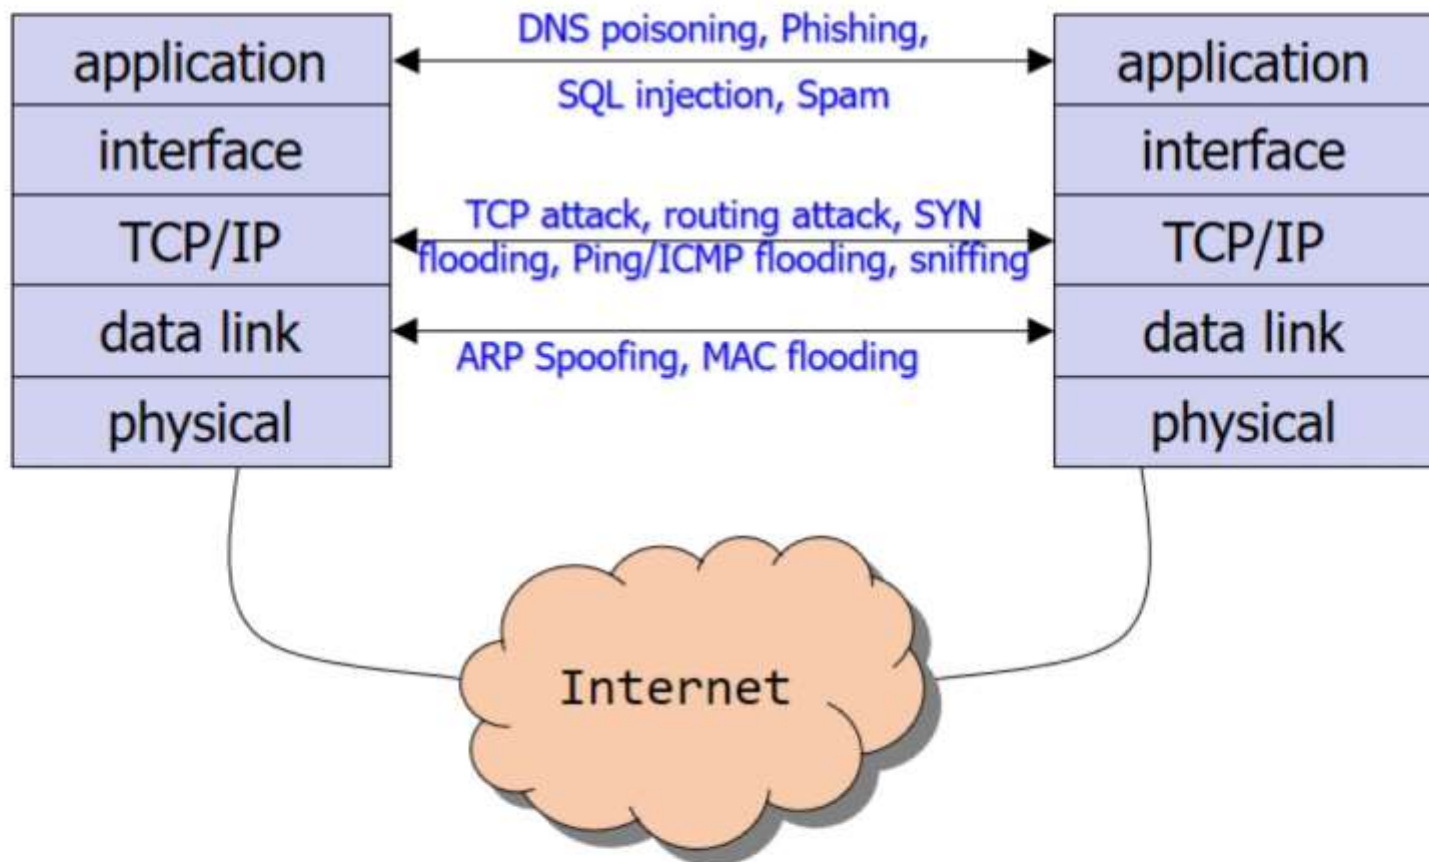 application
interface
TCP/IP
data link
physical
DNS poisoning, Phishing,
SQL injection, Spam
TCP attack, routing attack, SYN
flooding, Ping/ICMP flooding, sniffing
ARP Spoofing, MAC flooding
application
interface
TCP/IP
data link
physical
Internet